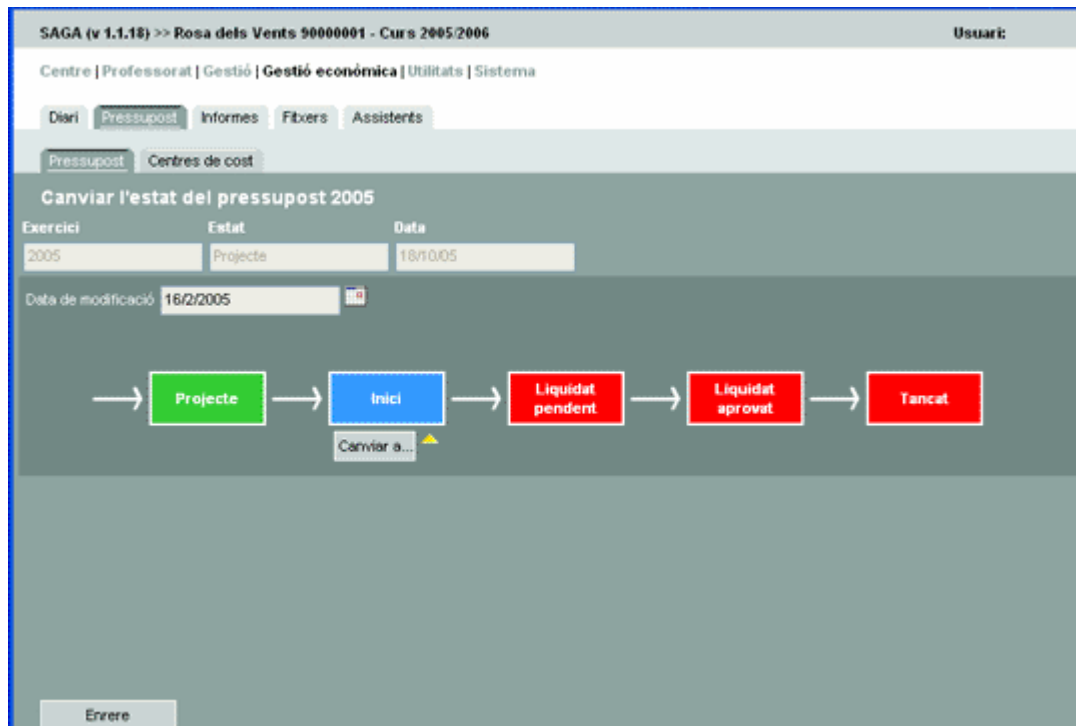 SAGA (v 1.1.18) >> Rosa dels Vents 90000001 - Curs 2005/2006 Usuari:
Centre | Professorat | Gestió | Gestió econòmica | Utilitats | Sistema
Diari Pressupost Informes Fitxers Assistents
Pressupost Centres de cost
Canviar l'estat del pressupost 2005
Exercici Estat Data
2005 Projecte 18/10/05
Data de modificació 16/2/2005
Projecte Inici Liquidat pendent Liquidat aprovat Tancat
Canviar a...
Enrere